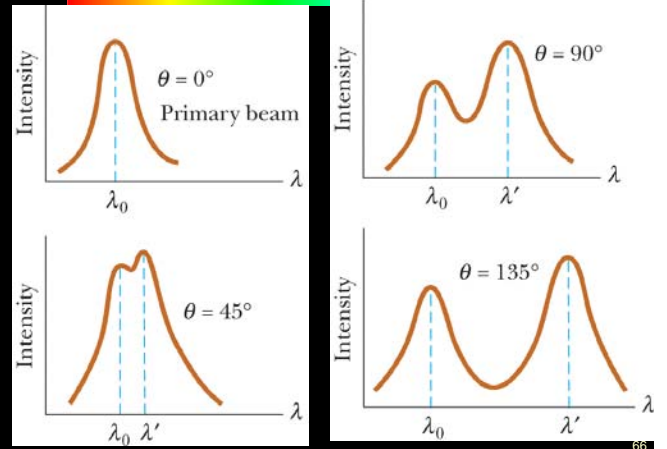 Intensity
θ = 0°
Primary beam
λ
λ₀
Intensity
θ = 90°
λ
λ₀
λ′
Intensity
θ = 45°
λ
λ₀
λ′
Intensity
θ = 135°
λ
λ₀
λ′
66